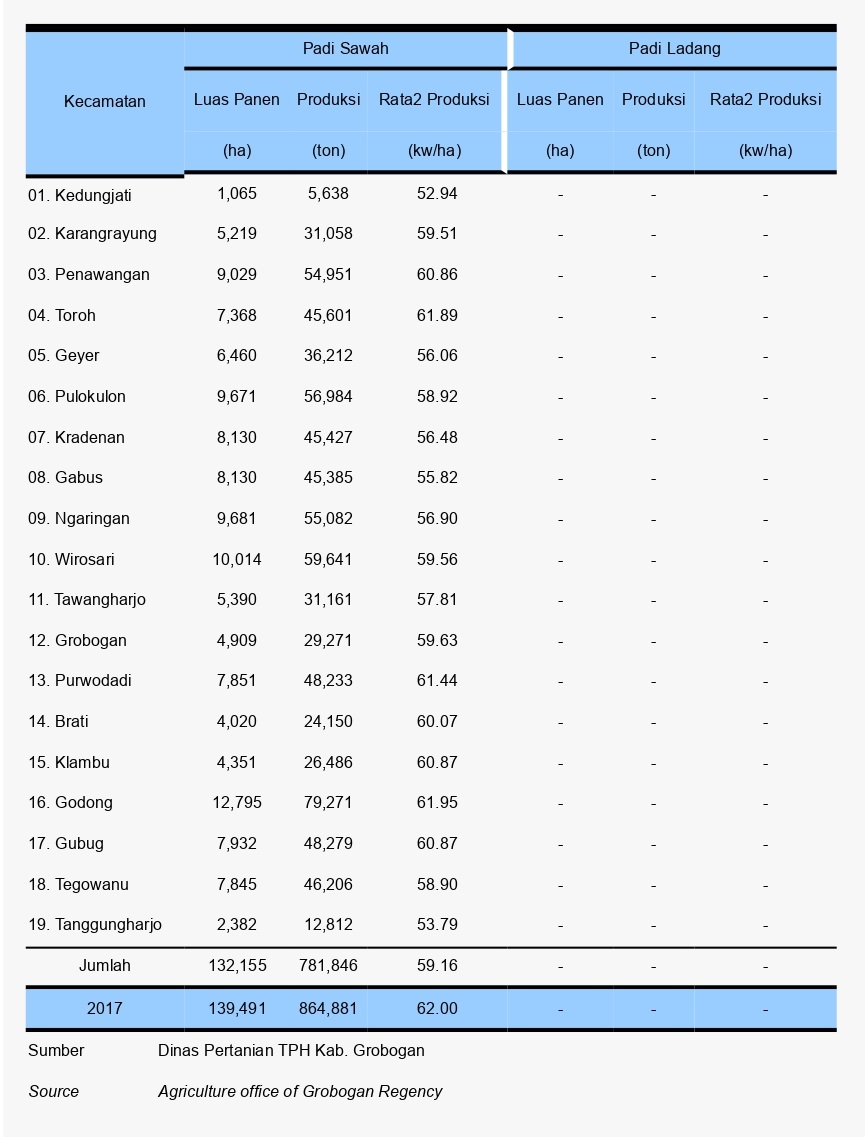 Padi Sawah Padi Ladang
Kecamatan Luas Panen Produksi Rata2 Produksi Luas Panen Produksi Rata2 Produksi
(ha) (ton) (kw/ha) (ha) (ton) (kw/ha)
01. Kedungjati 1,065 5,638 52.94 - - -
02. Karangrayung 5,219 31,058 59.51 - - -
03. Penawangan 9,029 54,951 60.86 - - -
04. Toroh 7,368 45,601 61.89 - - -
05. Geyer 6,460 36,212 56.06 - - -
06. Pulokulon 9,671 56,984 58.92 - - -
07. Kradenan 8,130 45,427 56.48 - - -
08. Gabus 8,130 45,385 55.82 - - -
09. Ngaringan 9,681 55,082 56.90 - - -
10. Wirosari 10,014 59,641 59.56 - - -
11. Tawangharjo 5,390 31,161 57.81 - - -
12. Grobogan 4,909 29,271 59.63 - - -
13. Purwodadi 7,851 48,233 61.44 - - -
14. Brati 4,020 24,150 60.07 - - -
15. Klambu 4,351 26,486 60.87 - - -
16. Godong 12,795 79,271 61.95 - - -
17. Gubug 7,932 48,279 60.87 - - -
18. Tegowanu 7,845 46,206 58.90 - - -
19. Tanggungharjo 2,382 12,812 53.79 - - -
Jumlah 132,155 781,846 59.16 - - -
2017 139,491 864,881 62.00 - - -
Sumber Dinas Pertanian TPH Kab. Grobogan
Source Agriculture office of Grobogan Regency